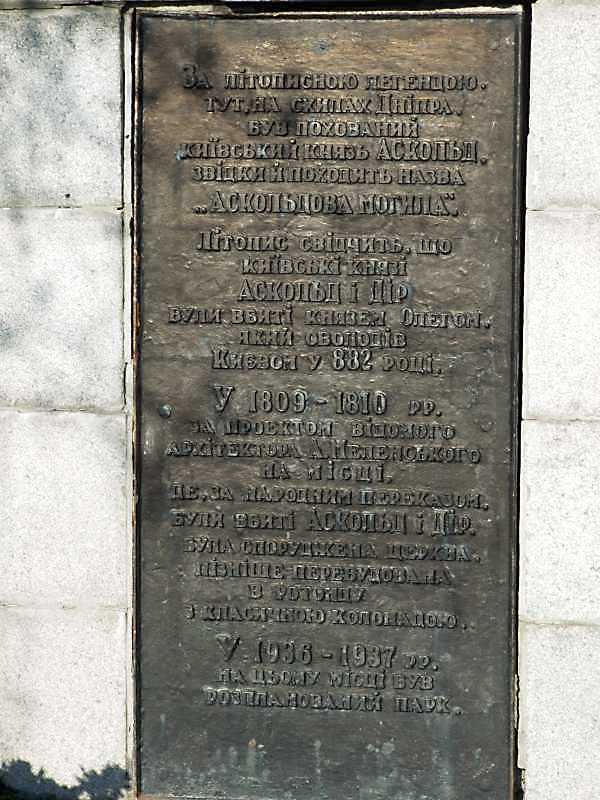 За літописною легендою,
тут, на схилах Дніпра,
був похований
київський князь Аскольд,
звідки й походить назва
„Аскольдова могила".
Літопис свідчить, що
київські князі
Аскольд і Дір
були вбиті князем Олегом,
який оволодів
Києвом у 882 році.
У 1809 - 1810 рр.
за проектом відомого
архітектора А.Меленського
на місці,
де, за народним переказом,
були вбиті Аскольд і Дір,
була споруджена церква,
пізніше перебудована
в ротонду
з класичною колонадою.
У 1936 - 1937 рр.
на цьому місці був
розпланований парк.